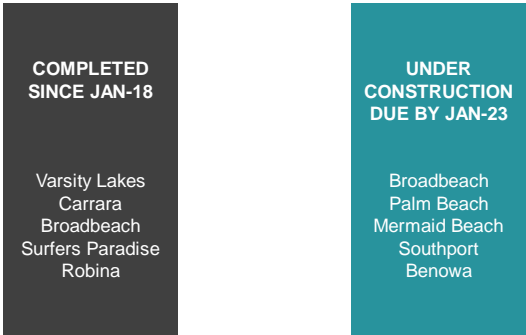 COMPLETED
SINCE JAN-18
Varsity Lakes
Carrara
Broadbeach
Surfers Paradise
Robina
UNDER
CONSTRUCTION
DUE BY JAN-23
Broadbeach
Palm Beach
Mermaid Beach
Southport
Benowa